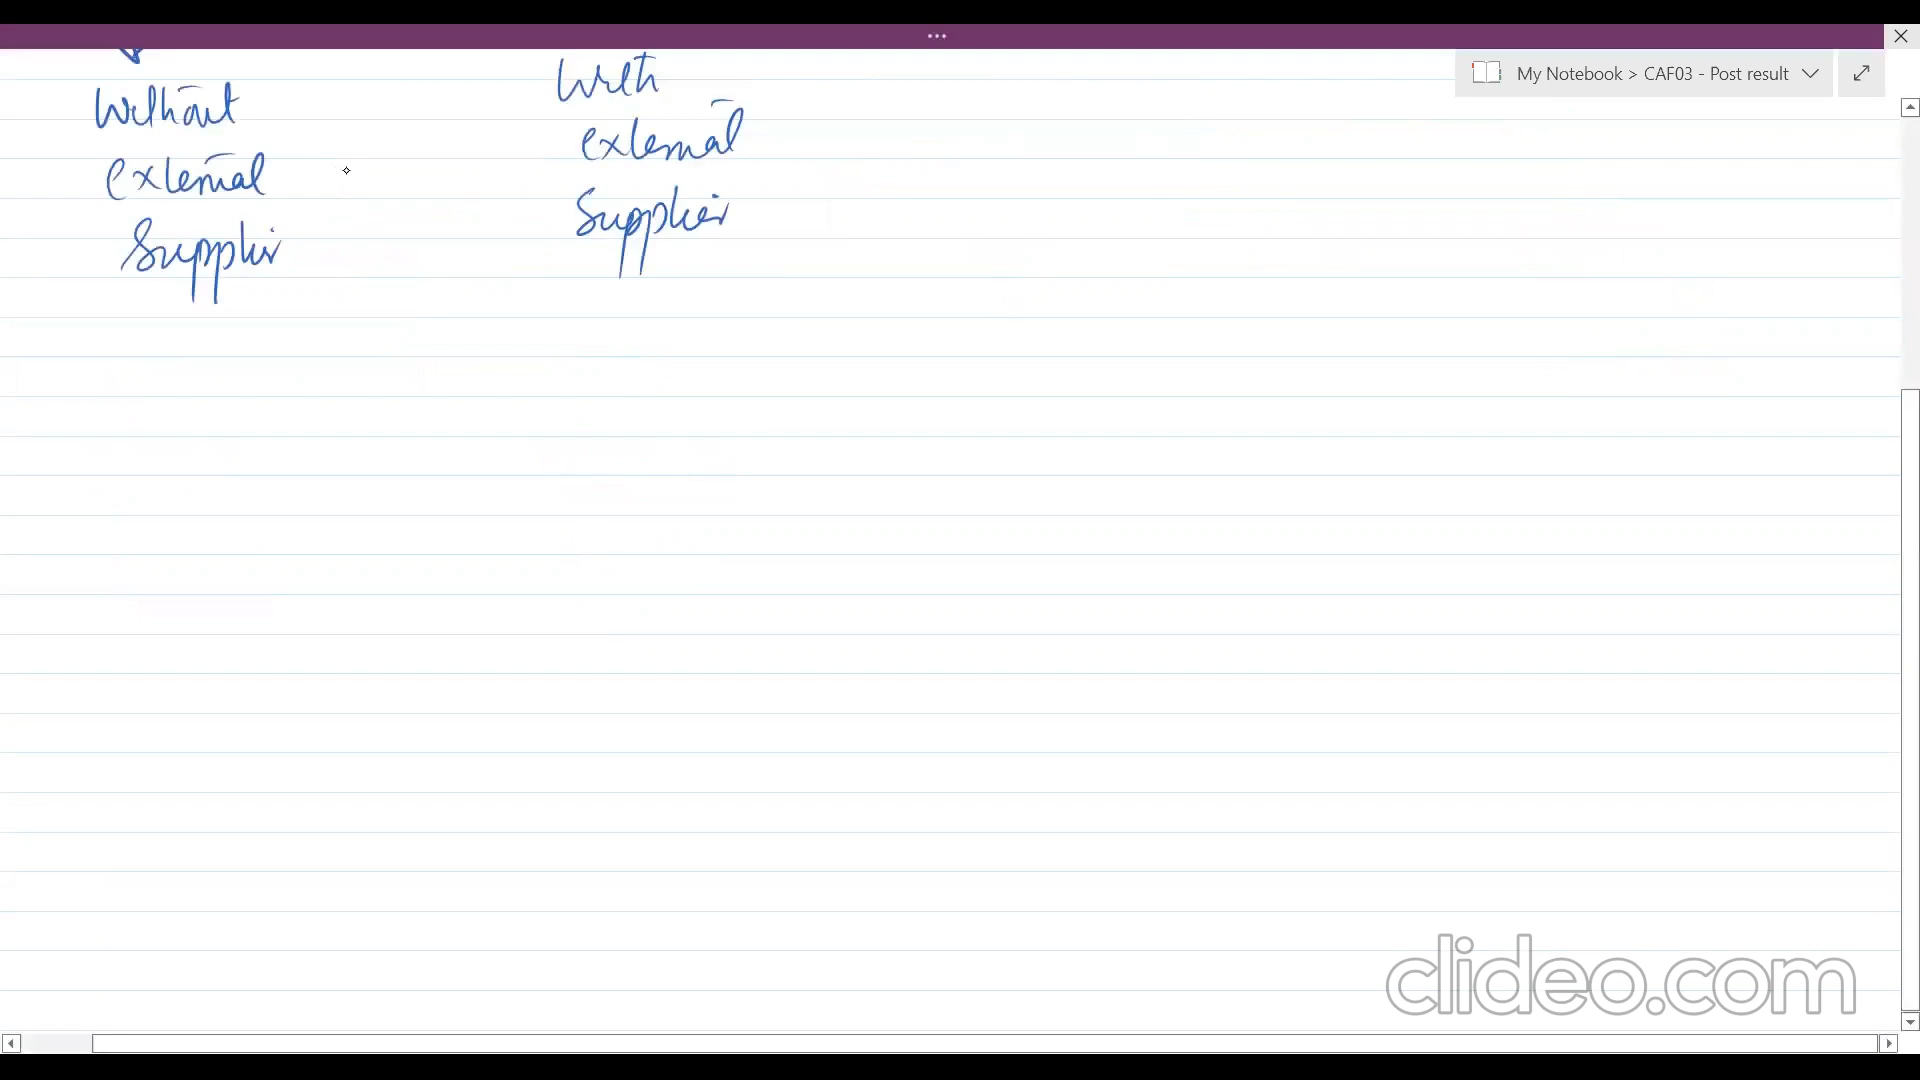 ...
My Notebook > CAF03 - Post result
Without
external
Supplier
With
external
Supplier
clideo.com